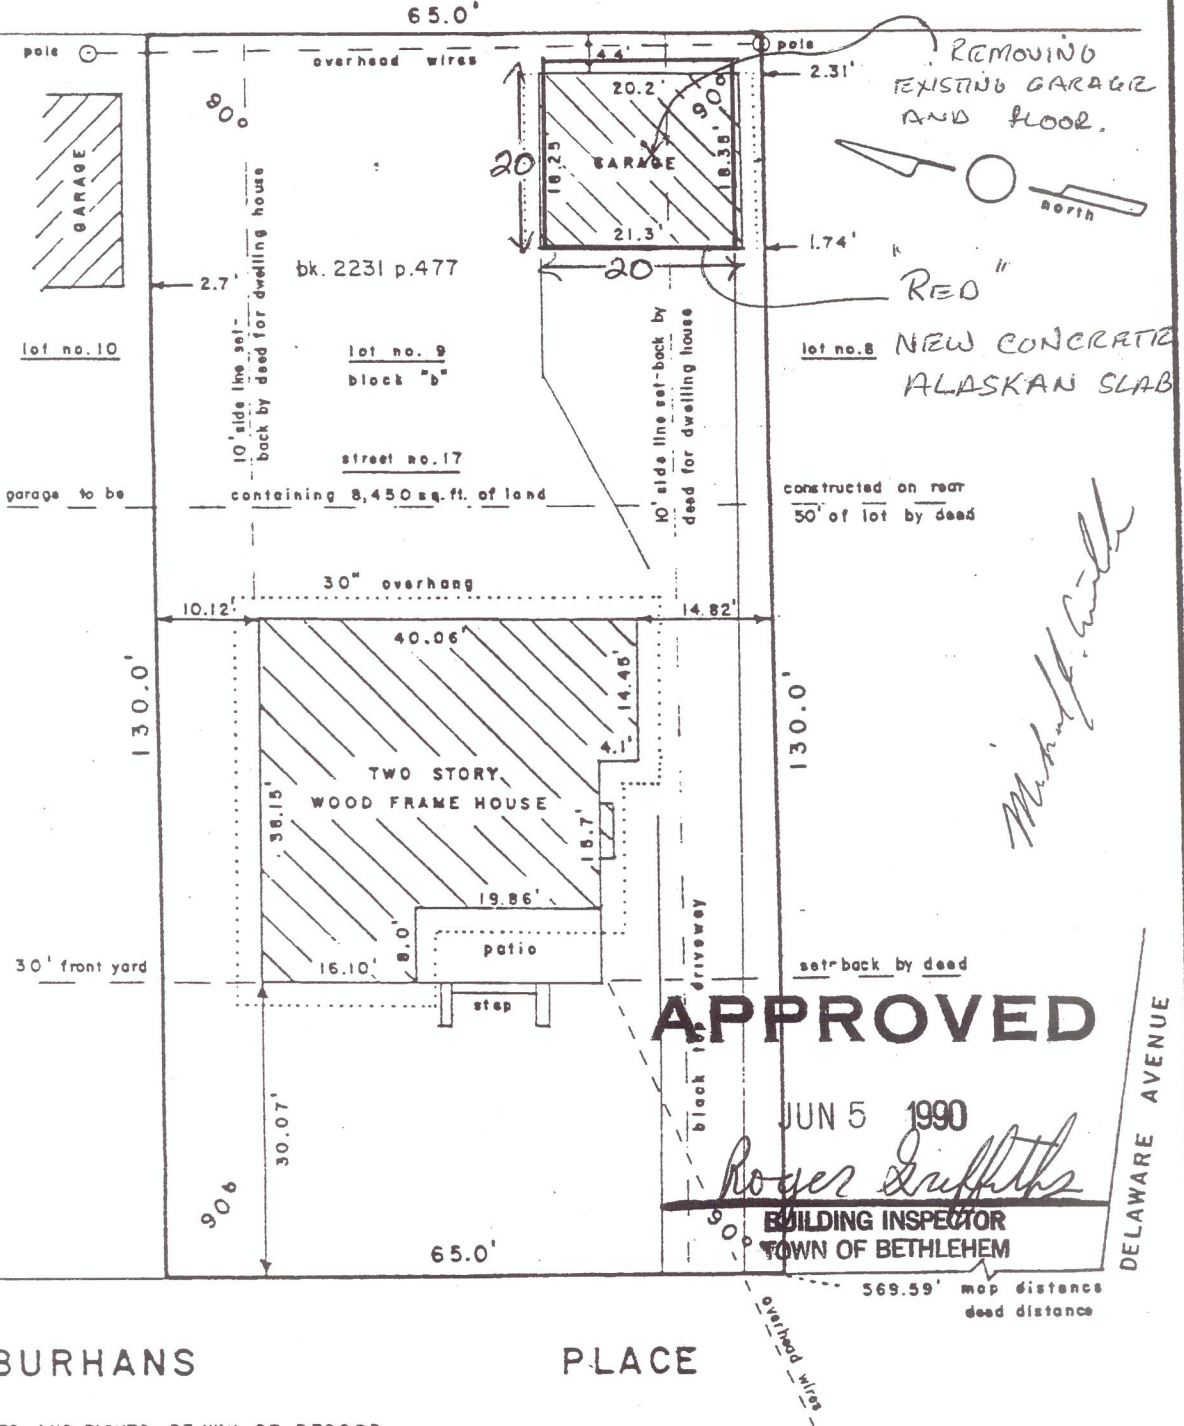 65.0'
pole
overhead wires
4.4'
pole
2.31'
REMOVING
EXISTING GARAGE
AND FLOOR.
90°
20.2'
90°
20
18.25
GARAGE
18.35'
GARAGE
north
21.3'
1.74'
20
2.7'
bk. 2231 p.477
"RED"
NEW CONCRETE
ALASKAN SLAB
lot no. 10
lot no. 9
block "b"
lot no. 8
10' side line set-
back by deed for dwelling house
10' side line set-back by
deed for dwelling house
street no. 17
garage to be
containing 8,450 sq. ft. of land
constructed on rear
50' of lot by deed
30" overhang
10.12'
14.82'
40.06'
14.45'
130.0'
130.0'
4.1'
TWO STORY
WOOD FRAME HOUSE
38.15'
15.7'
19.86'
8.0'
patio
16.10'
30' front yard
set-back by deed
step
black top driveway
APPROVED
JUN 5 1990
Roger Griffiths
BUILDING INSPECTOR
TOWN OF BETHLEHEM
DELAWARE AVENUE
30.07'
90°
90°
65.0'
569.59' map distance
deed distance
overhead wires
BURHANS PLACE